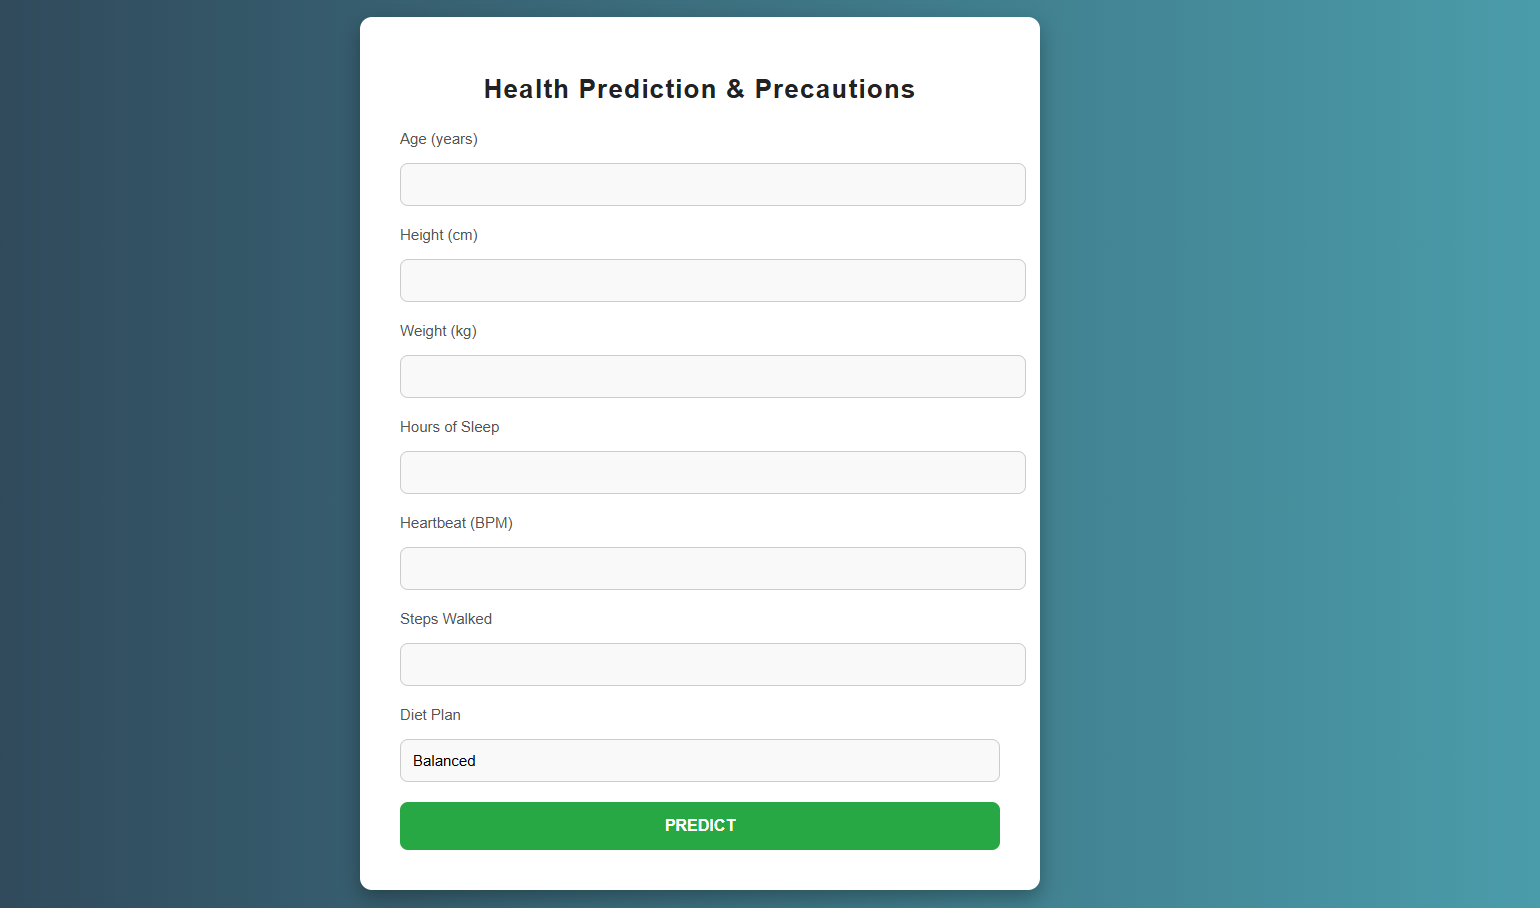 Health Prediction & Precautions
Age (years)
Height (cm)
Weight (kg)
Hours of Sleep
Heartbeat (BPM)
Steps Walked
Diet Plan
Balanced
PREDICT